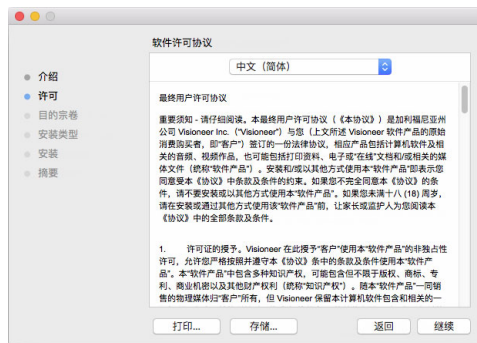 软件许可协议
中文（简体）
介绍
许可
目的宗卷
安装类型
安装
摘要
最终用户许可协议
重要须知 - 请仔细阅读。本最终用户许可协议（《本协议》）是加利福尼亚州
公司 Visioneer Inc.（“Visioneer”）与您（上文所述 Visioneer 软件产品的原始
消费购买者，即“客户”）签订的一份法律协议，相应产品包括计算机软件及相
关的音频、视频作品，也可能包括打印资料、电子或“在线”文档和/或相关的媒
体文件（统称“软件产品”）。安装和/或以其他方式使用本“软件产品”即表示您
同意受本《协议》中条款及条件的约束。如果您不完全同意本《协议》的条
件，请不要安装或以其他方式使用本“软件产品”。如果您未满十八 (18) 周岁，
请在安装或通过其他方式使用该“软件产品”前，让家长或监护人为您阅读本
《协议》中的全部条款及条件。
1. 许可证的授予。Visioneer 在此授予“客户”使用本“软件产品”的非独占性
许可，允许您严格按照并遵守本《协议》条中的条款及条件使用本“软件产
品”。本“软件产品”中包含多种知识产权，可能包含但不限于版权、商标、专
利、商业机密以及其他财产权利（统称“知识产权”）。随本“软件产品”一同销
售的物理媒体归“客户”所有，但 Visioneer 保留本计算机软件包含和相关的一
打印...
存储...
返回
继续